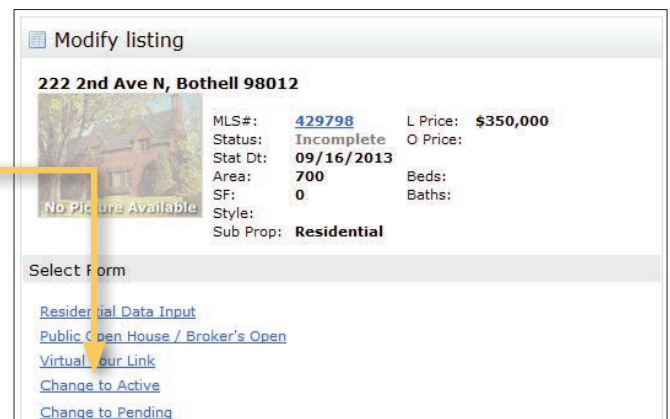 Modify listing
222 2nd Ave N, Bothell 98012
MLS#: 429798 L Price: $350,000
Status: Incomplete O Price:
Stat Dt: 09/16/2013
Area: 700 Beds:
SF: 0 Baths:
Style:
Sub Prop: Residential
No Picture Available
Select Form
Residential Data Input
Public Open House / Broker's Open
Virtual Tour Link
Change to Active
Change to Pending